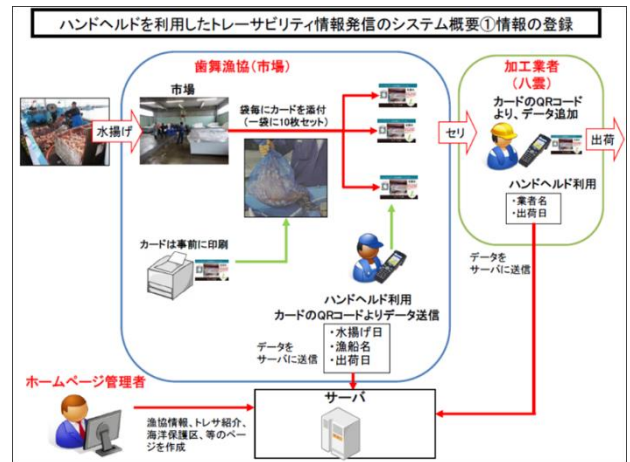 ハンドヘルドを利用したトレーサビリティ情報発信のシステム概要①情報の登録
歯舞漁協(市場)
市場
水揚げ
袋毎にカードを添付
(一袋に10枚セット)
セリ
加工業者
(八雲)
カードのQRコード
より、データ追加
出荷
ハンドヘルド利用
・業者名
・出荷日
カードは事前に印刷
ハンドヘルド利用
カードのQRコードよりデータ送信
・水揚げ日
・漁船名
・出荷日
データを
サーバに送信
データを
サーバに送信
ホームページ管理者
漁協情報、トレサ紹介、
海洋保護区、等のペー
ジを作成
サーバ